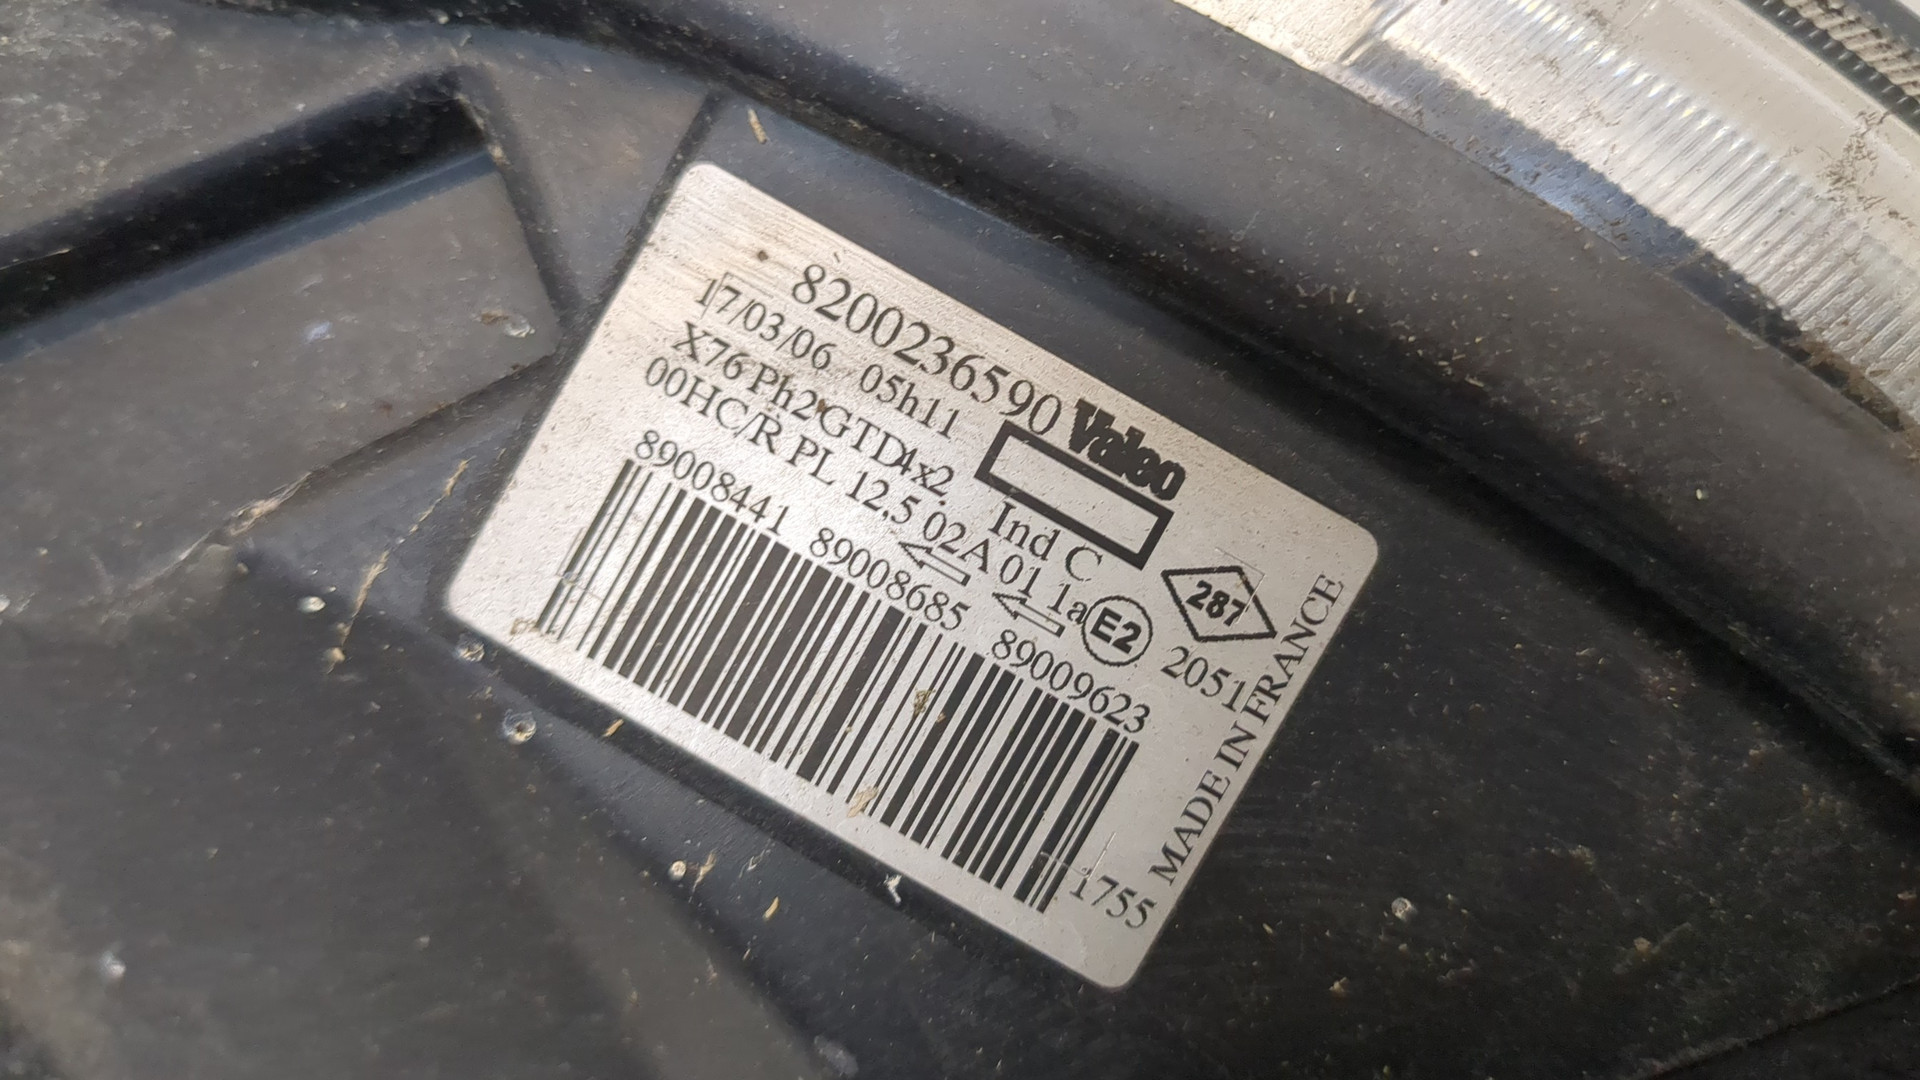 8200236590 Valeo
17/03/06 05h11
X76 Ph2 GTD4x2 Ind C
00HC/R PL 12,5 02A 01 1a E2 287
89008441 89008685 89009623 2051
1755
MADE IN FRANCE